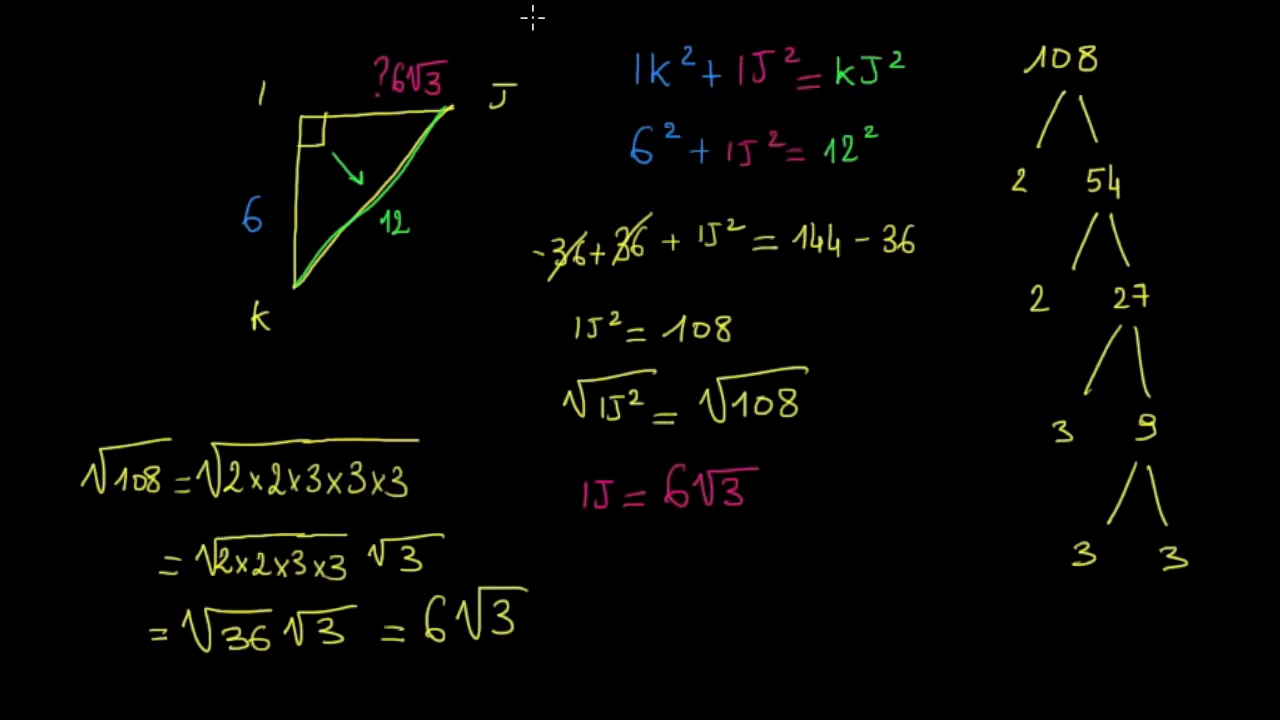 ?6√3
I
J
6
12
K
IK² + IJ² = KJ²
6² + IJ² = 12²
-36 + 36 + IJ² = 144 - 36
IJ² = 108
√IJ² = √108
IJ = 6√3
√108 = √2×2×3×3×3
= √2×2×3×3 √3
= √36 √3 = 6√3
108
2 54
2 27
3 9
3 3